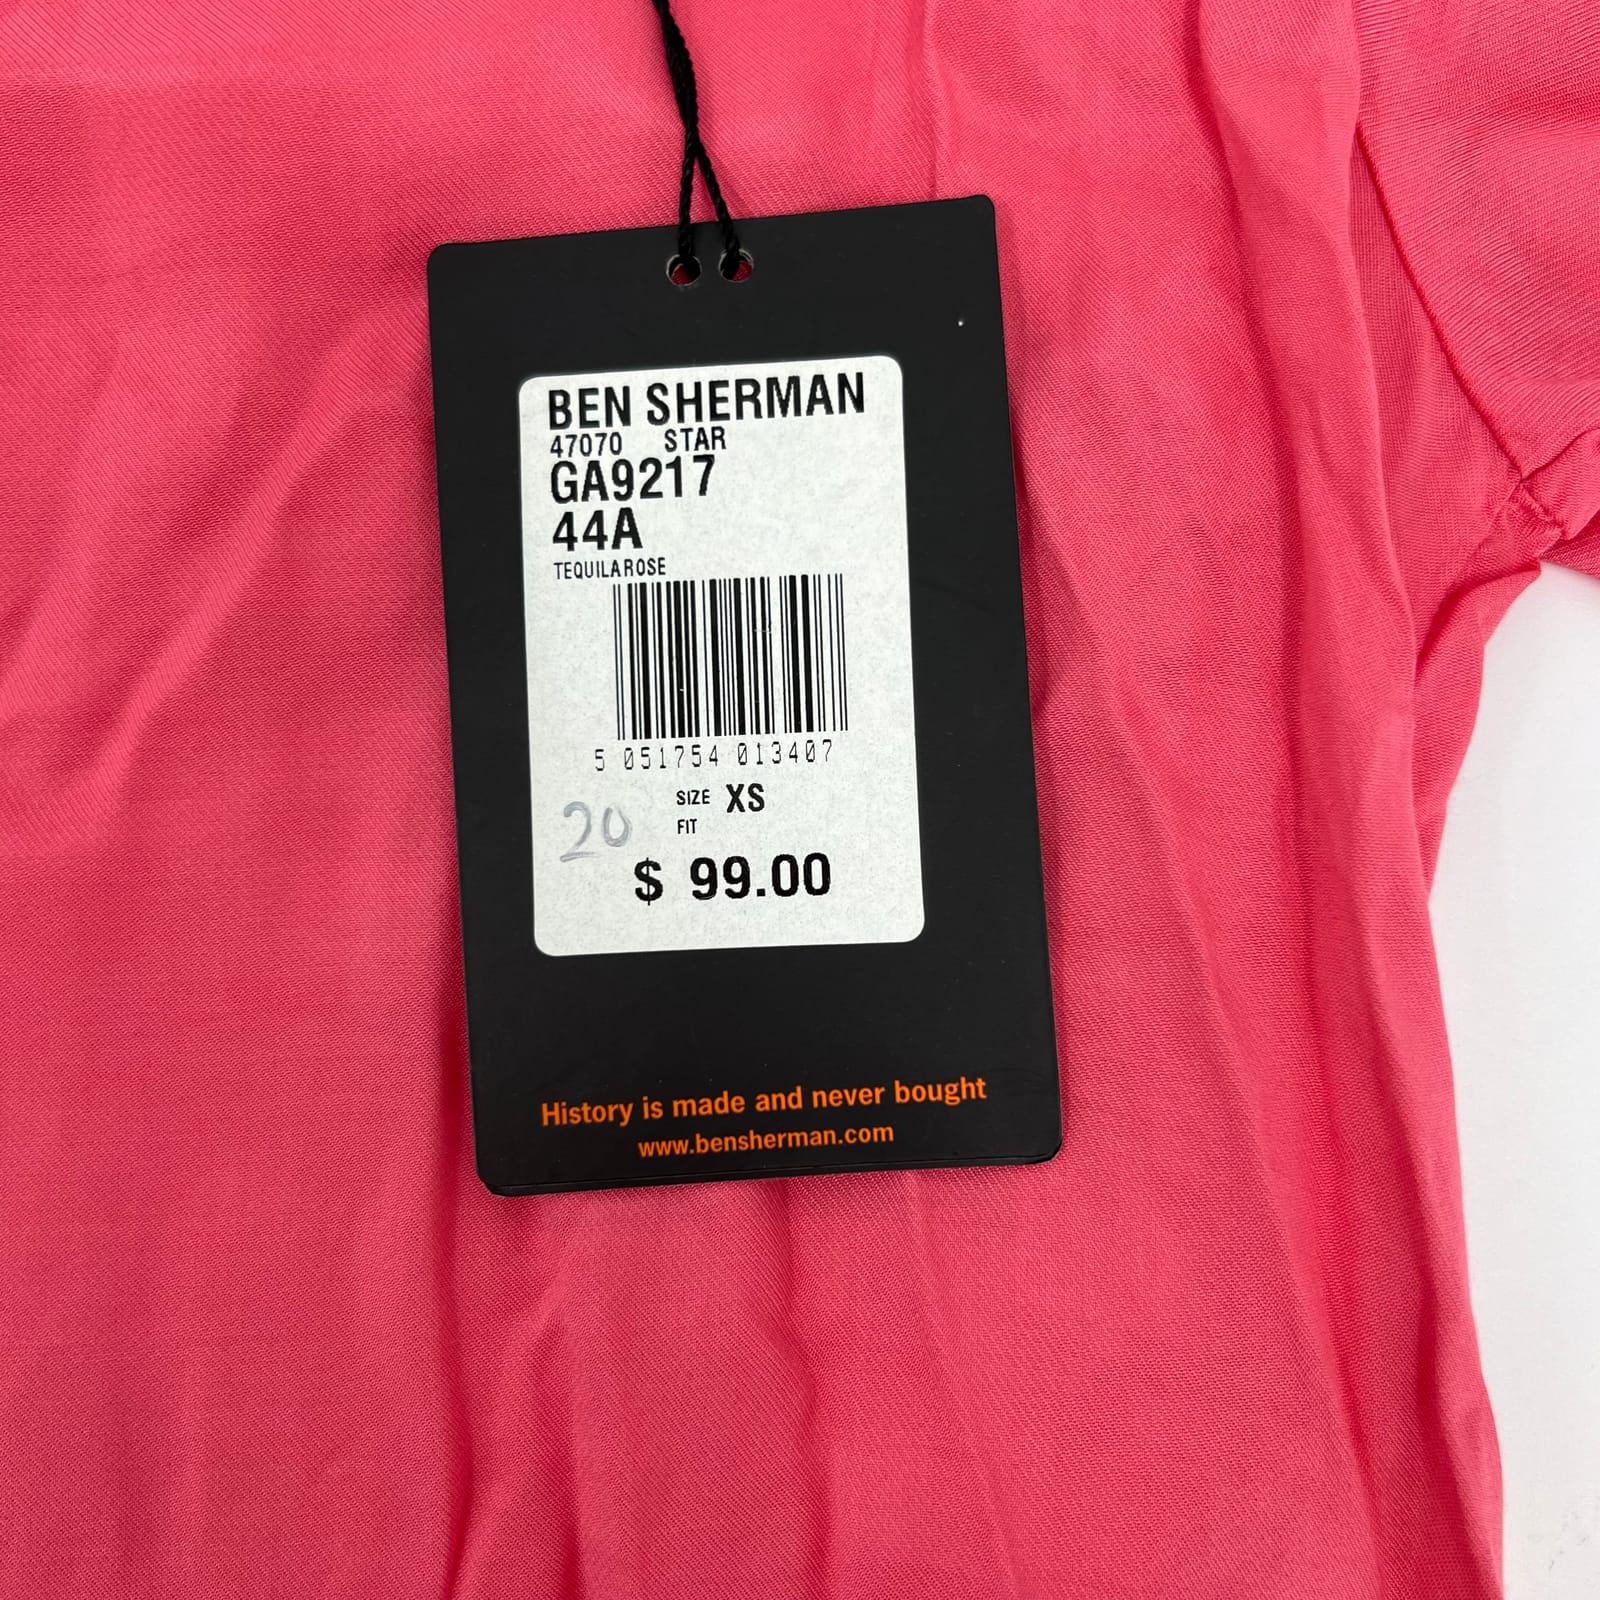 BEN SHERMAN
47070 STAR
GA9217
44A
TEQUILA ROSE
5 051754 013407
SIZE XS
FIT
20
$ 99.00
History is made and never bought
www.bensherman.com